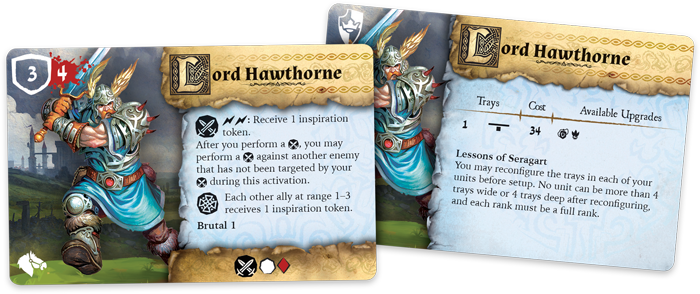 3 4
Lord Hawthorne
: Receive 1 inspiration
token.
After you perform a , you may
perform a against another enemy
that has not been targeted by your
during this activation.
Each other ally at range 1–3
receives 1 inspiration token.
Brutal 1
Lord Hawthorne
Trays Cost Available Upgrades
1 34
Lessons of Seragart
You may reconfigure the trays in each of your
units before setup. No unit can be more than 4
trays wide or 4 trays deep after reconfiguring,
and each rank must be a full rank.